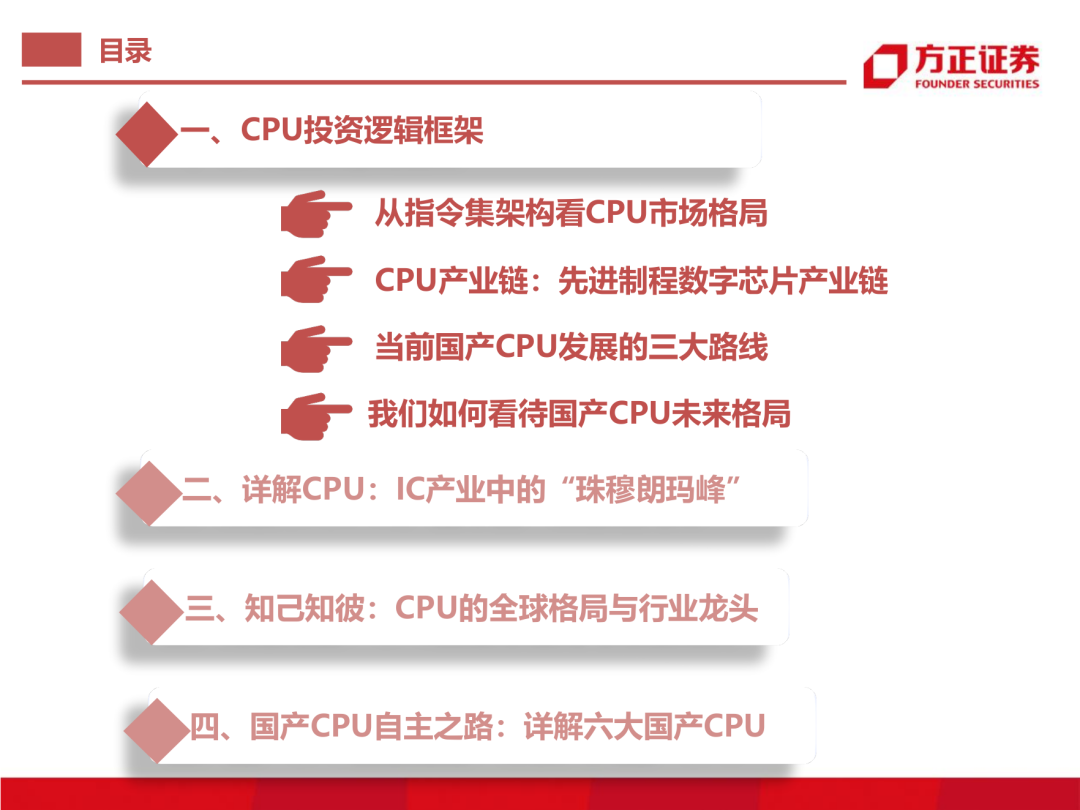 目录
方正证券
FOUNDER SECURITIES
一、CPU投资逻辑框架
从指令集架构看CPU市场格局
CPU产业链：先进制程数字芯片产业链
当前国产CPU发展的三大路线
我们如何看待国产CPU未来格局
二、详解CPU：IC产业中的“珠穆朗玛峰”
三、知己知彼：CPU的全球格局与行业龙头
四、国产CPU自主之路：详解六大国产CPU